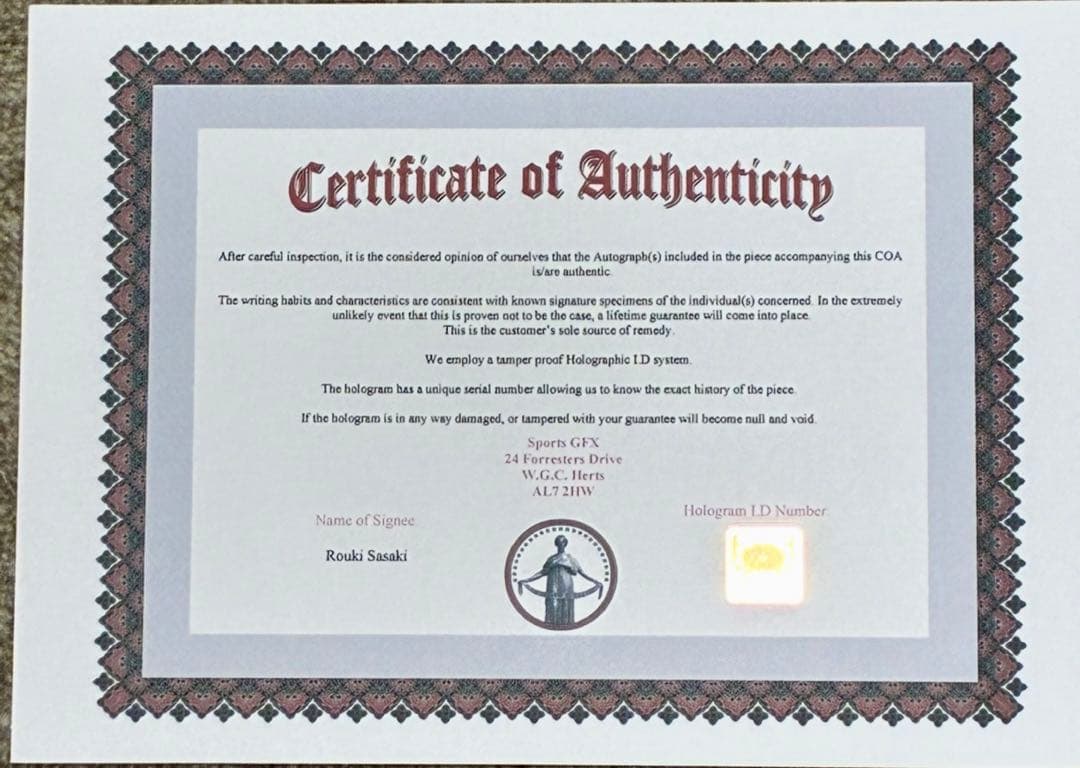 Certificate of Authenticity
After careful inspection, it is the considered opinion of ourselves that the Autograph(s) included in the piece accompanying this COA
is/are authentic.
The writing habits and characteristics are consistent with known signature specimens of the individual(s) concerned. In the extremely
unlikely event that this is proven not to be the case, a lifetime guarantee will come into place.
This is the customer's sole source of remedy.
We employ a tamper proof Holographic I.D system.
The hologram has a unique serial number allowing us to know the exact history of the piece.
If the hologram is in any way damaged, or tampered with your guarantee will become null and void.
Sports GFX
24 Forresters Drive
W.G.C. Herts
AL7 2HW
Name of Signee
Hologram I.D Number
Rouki Sasaki